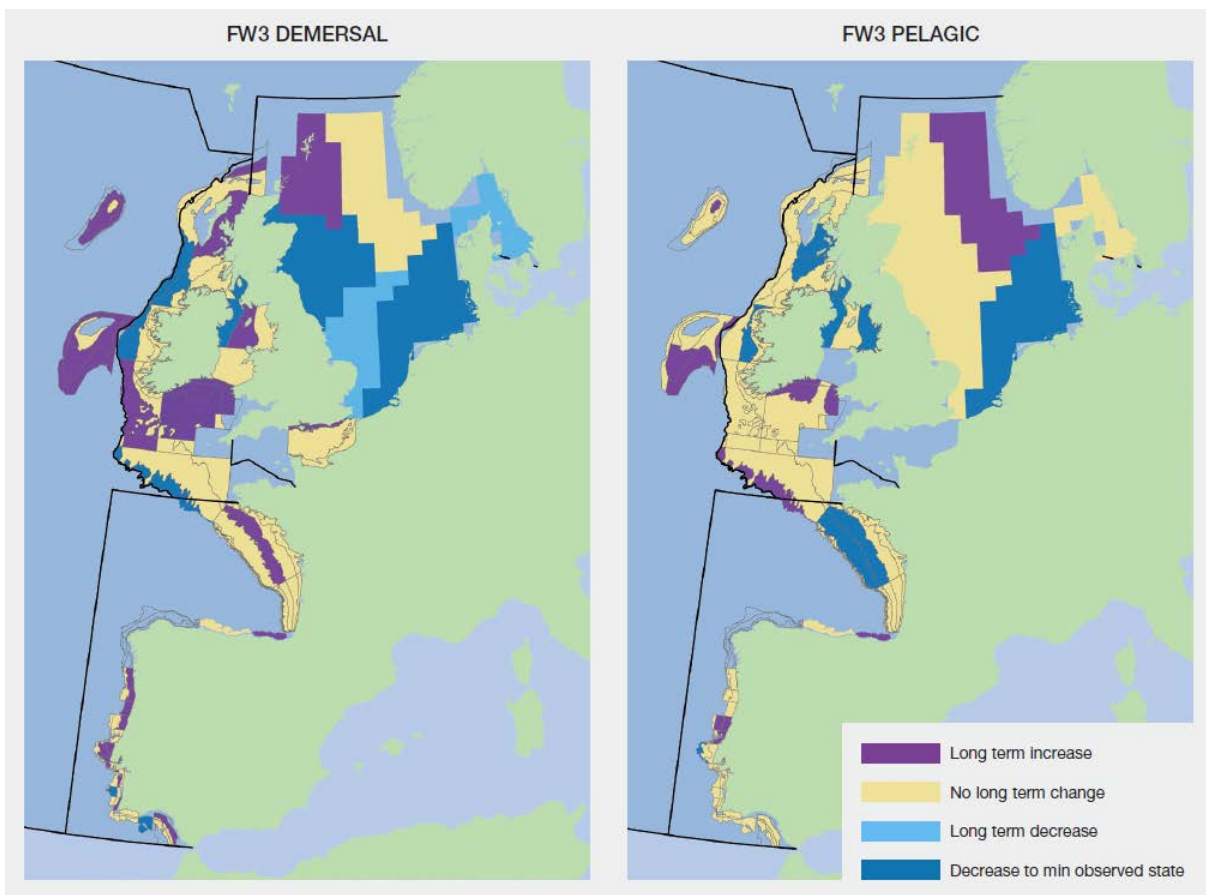 FW3 DEMERSAL
FW3 PELAGIC
Long term increase
No long term change
Long term decrease
Decrease to min observed state